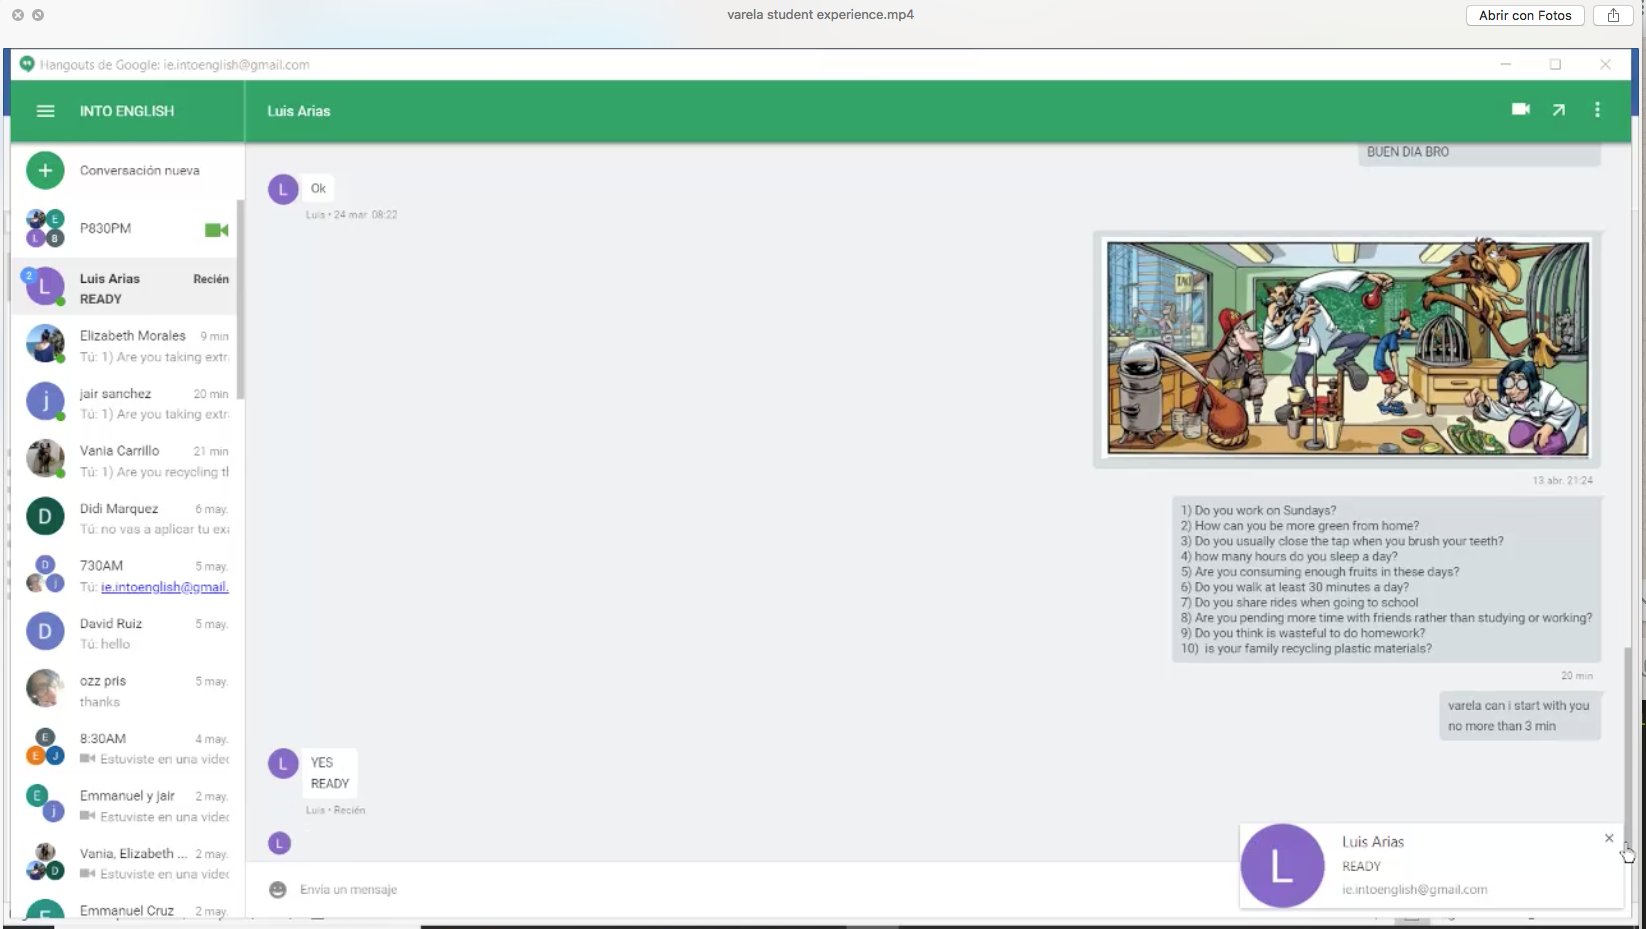 varela student experience.mp4
Abrir con Fotos
Hangouts de Google: ie.intoenglish@gmail.com
INTO ENGLISH
Luis Arias
Conversación nueva
P830PM
2
Luis Arias
Recién
READY
Elizabeth Morales
9 min
Tú: 1) Are you taking extr
jair sanchez
20 min
Tú: 1) Are you taking extr
Vania Carrillo
21 min
Tú: 1) Are you recycling tl
Didi Marquez
6 may.
Tú: no vas a aplicar tu exa
730AM
5 may.
Tú: ie.intoenglish@gmail.
David Ruiz
5 may.
Tú: hello
ozz pris
5 may.
thanks
8:30AM
4 may.
Estuviste en una videc
Emmanuel y jair
2 may.
Estuviste en una videc
Vania, Elizabeth ...
2 may.
Estuviste en una videc
Emmanuel Cruz
2 may.
BUEN DIA BRO
L
Ok
Luis • 24 mar 08:22
13 abr. 21:24
1) Do you work on Sundays?
2) How can you be more green from home?
3) Do you usually close the tap when you brush your teeth?
4) how many hours do you sleep a day?
5) Are you consuming enough fruits in these days?
6) Do you walk at least 30 minutes a day?
7) Do you share rides when going to school
8) Are you pending more time with friends rather than studying or working?
9) Do you think is wasteful to do homework?
10) is your family recycling plastic materials?
20 min
varela can i start with you
no more than 3 min
L
YES
READY
Luis • Recién
L
Envía un mensaje
L
Luis Arias
READY
ie.intoenglish@gmail.com